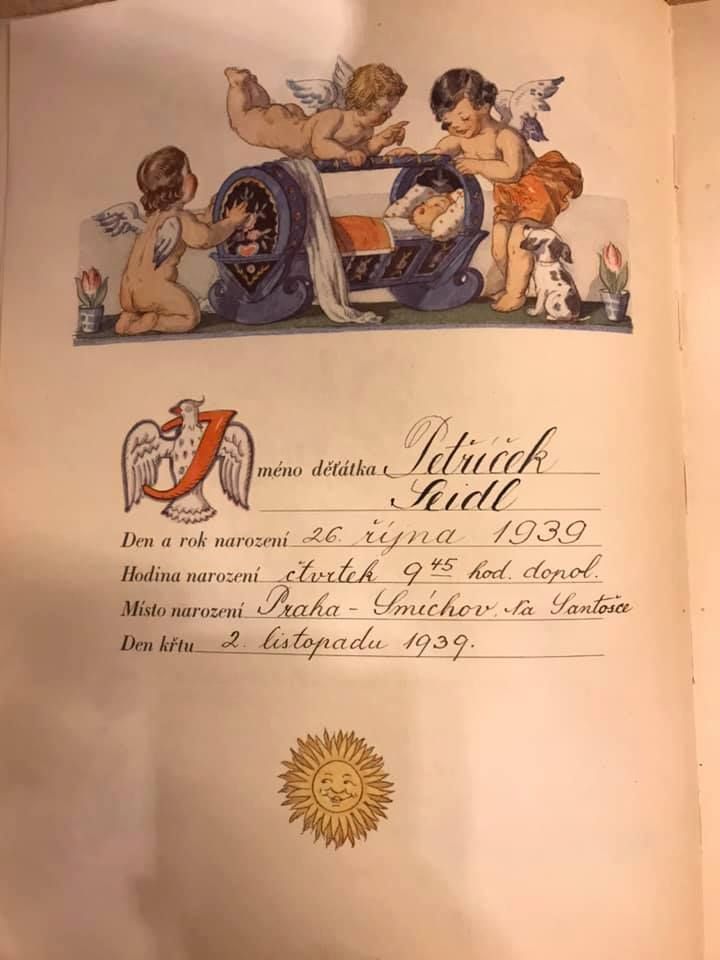 Jméno děťátka Petříček
Seidl
Den a rok narození 26. října 1939
Hodina narození čtvrtek 9 45 hod. dopol.
Místo narození Praha - Smíchov, Na Santošce
Den křtu 2. listopadu 1939.